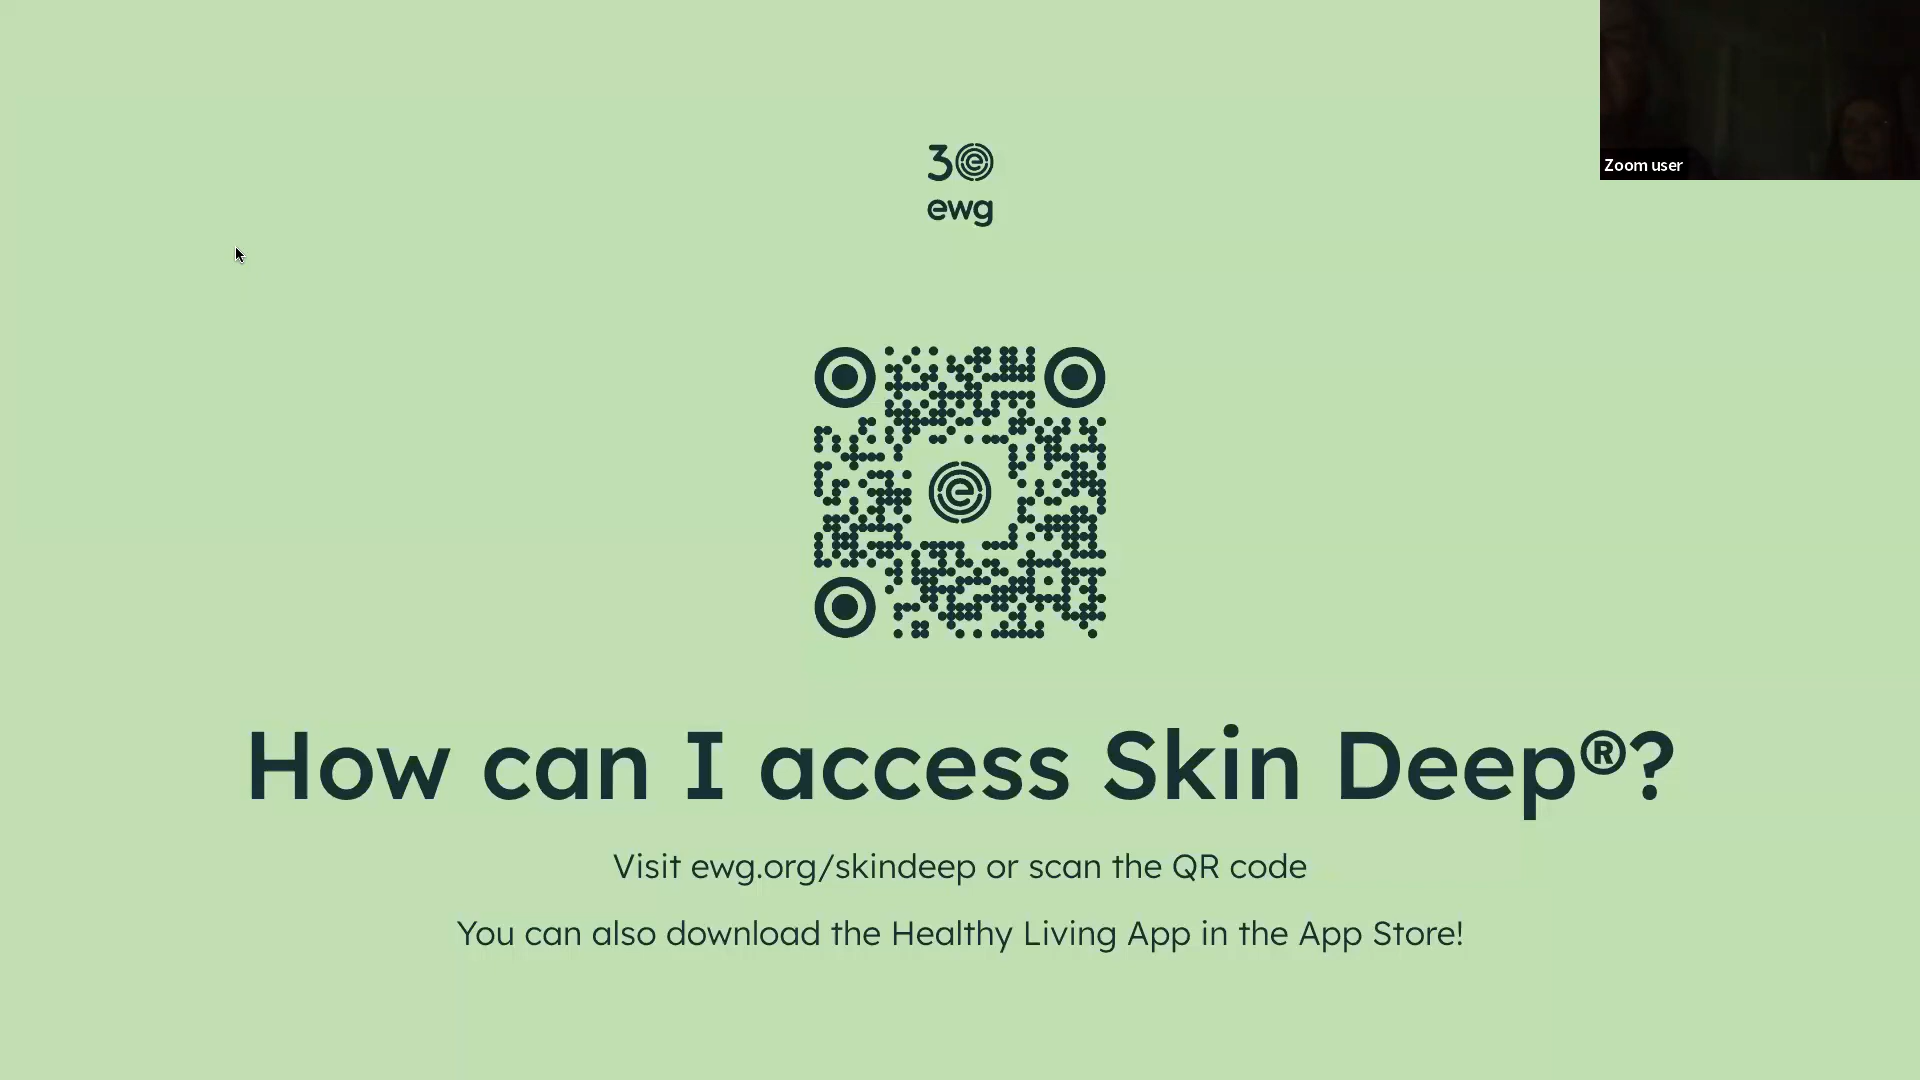 Zoom user
30
ewg
How can I access Skin Deep®?
Visit ewg.org/skindeep or scan the QR code
You can also download the Healthy Living App in the App Store!